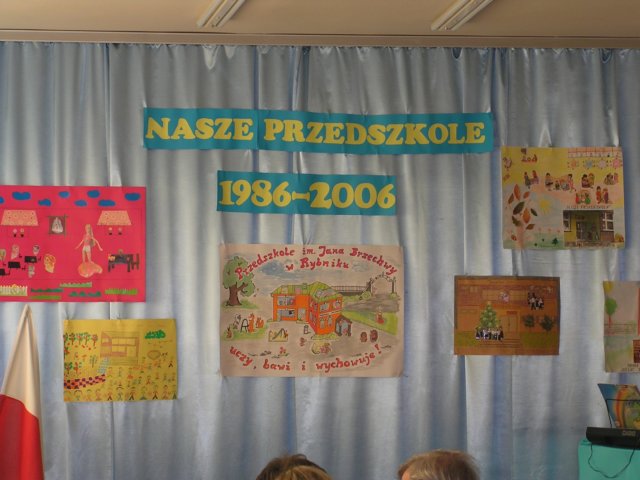 NASZE PRZEDSZKOLE
1986-2006
Przedszkole im. Jana Brzechwy
w Rybniku
uczy, bawi i wychowuje!